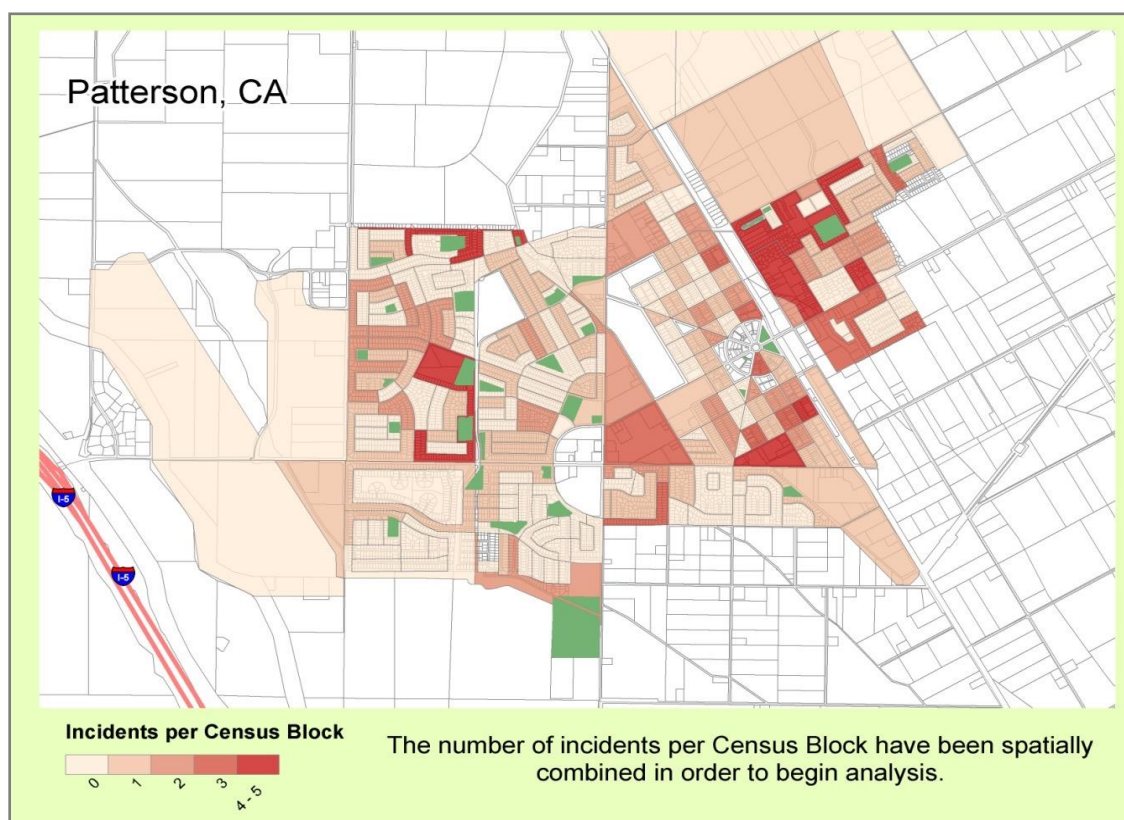 Patterson, CA
I-5
I-5
Incidents per Census Block
0
1
2
3
4 - 5
The number of incidents per Census Block have been spatially
combined in order to begin analysis.